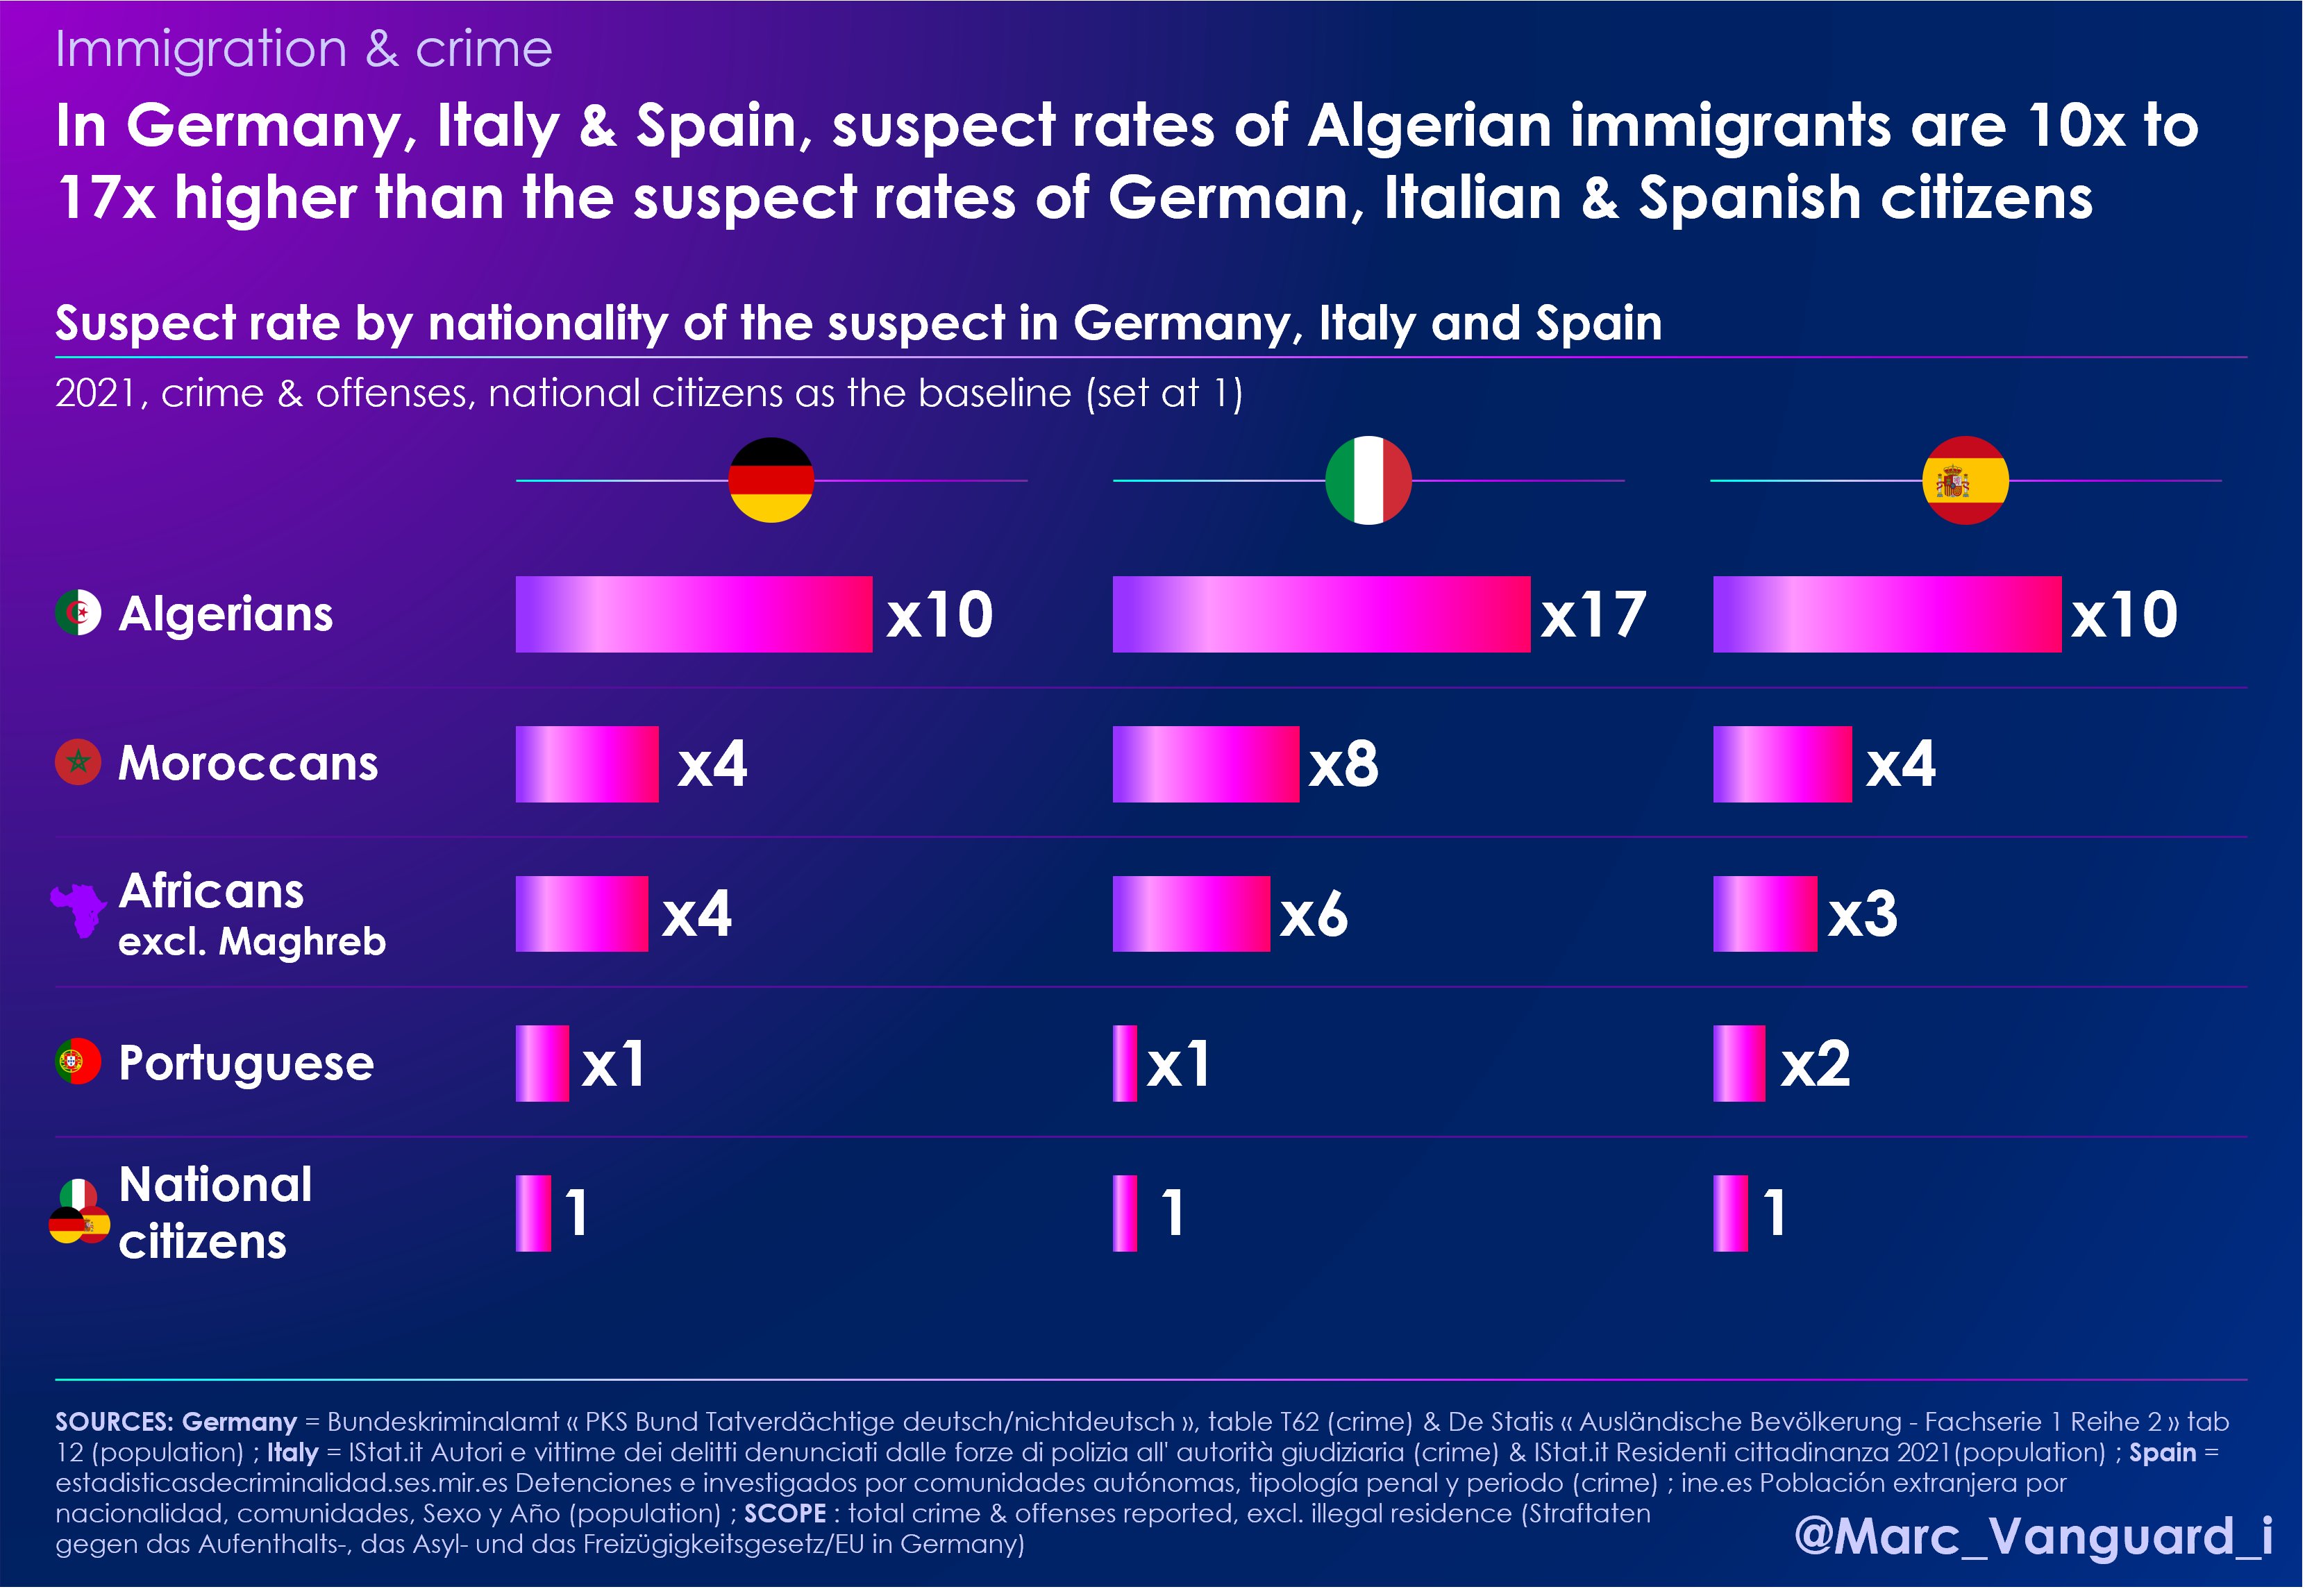 Immigration & crime
In Germany, Italy & Spain, suspect rates of Algerian immigrants are 10x to
17x higher than the suspect rates of German, Italian & Spanish citizens
Suspect rate by nationality of the suspect in Germany, Italy and Spain
2021, crime & offenses, national citizens as the baseline (set at 1)
Algerians x10 x17 x10
Moroccans x4 x8 x4
Africans
excl. Maghreb x4 x6 x3
Portuguese x1 x1 x2
National
citizens 1 1 1
SOURCES: Germany = Bundeskriminalamt « PKS Bund Tatverdächtige deutsch/nichtdeutsch », table T62 (crime) & De Statis « Ausländische Bevölkerung - Fachserie 1 Reihe 2 » tab
12 (population) ; Italy = IStat.it Autori e vittime dei delitti denunciati dalle forze di polizia all' autorità giudiziaria (crime) & IStat.it Residenti cittadinanza 2021(population) ; Spain =
estadisticasdecriminalidad.ses.mir.es Detenciones e investigados por comunidades autónomas, tipología penal y periodo (crime) ; ine.es Población extranjera por
nacionalidad, comunidades, Sexo y Año (population) ; SCOPE : total crime & offenses reported, excl. illegal residence (Straftaten
gegen das Aufenthalts-, das Asyl- und das Freizügigkeitsgesetz/EU in Germany)
@Marc_Vanguard_i